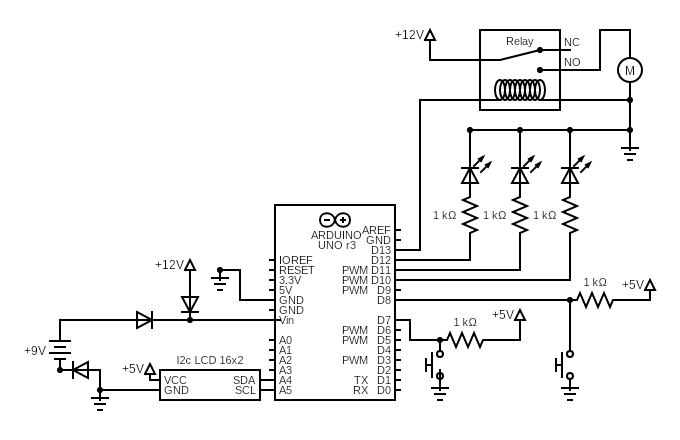 +12V
Relay
NC
NO
M
1 kΩ
1 kΩ
1 kΩ
ARDUINO
UNO r3
AREF
GND
D13
D12
PWM D11
PWM D10
PWM D9
D8
D7
PWM D6
PWM D5
D4
PWM D3
D2
TX D1
RX D0
IOREF
RESET
3.3V
5V
GND
GND
Vin
A0
A1
A2
A3
A4
A5
+12V
1 kΩ
+5V
+5V
1 kΩ
+9V
+5V
I2c LCD 16x2
VCC SDA
GND SCL